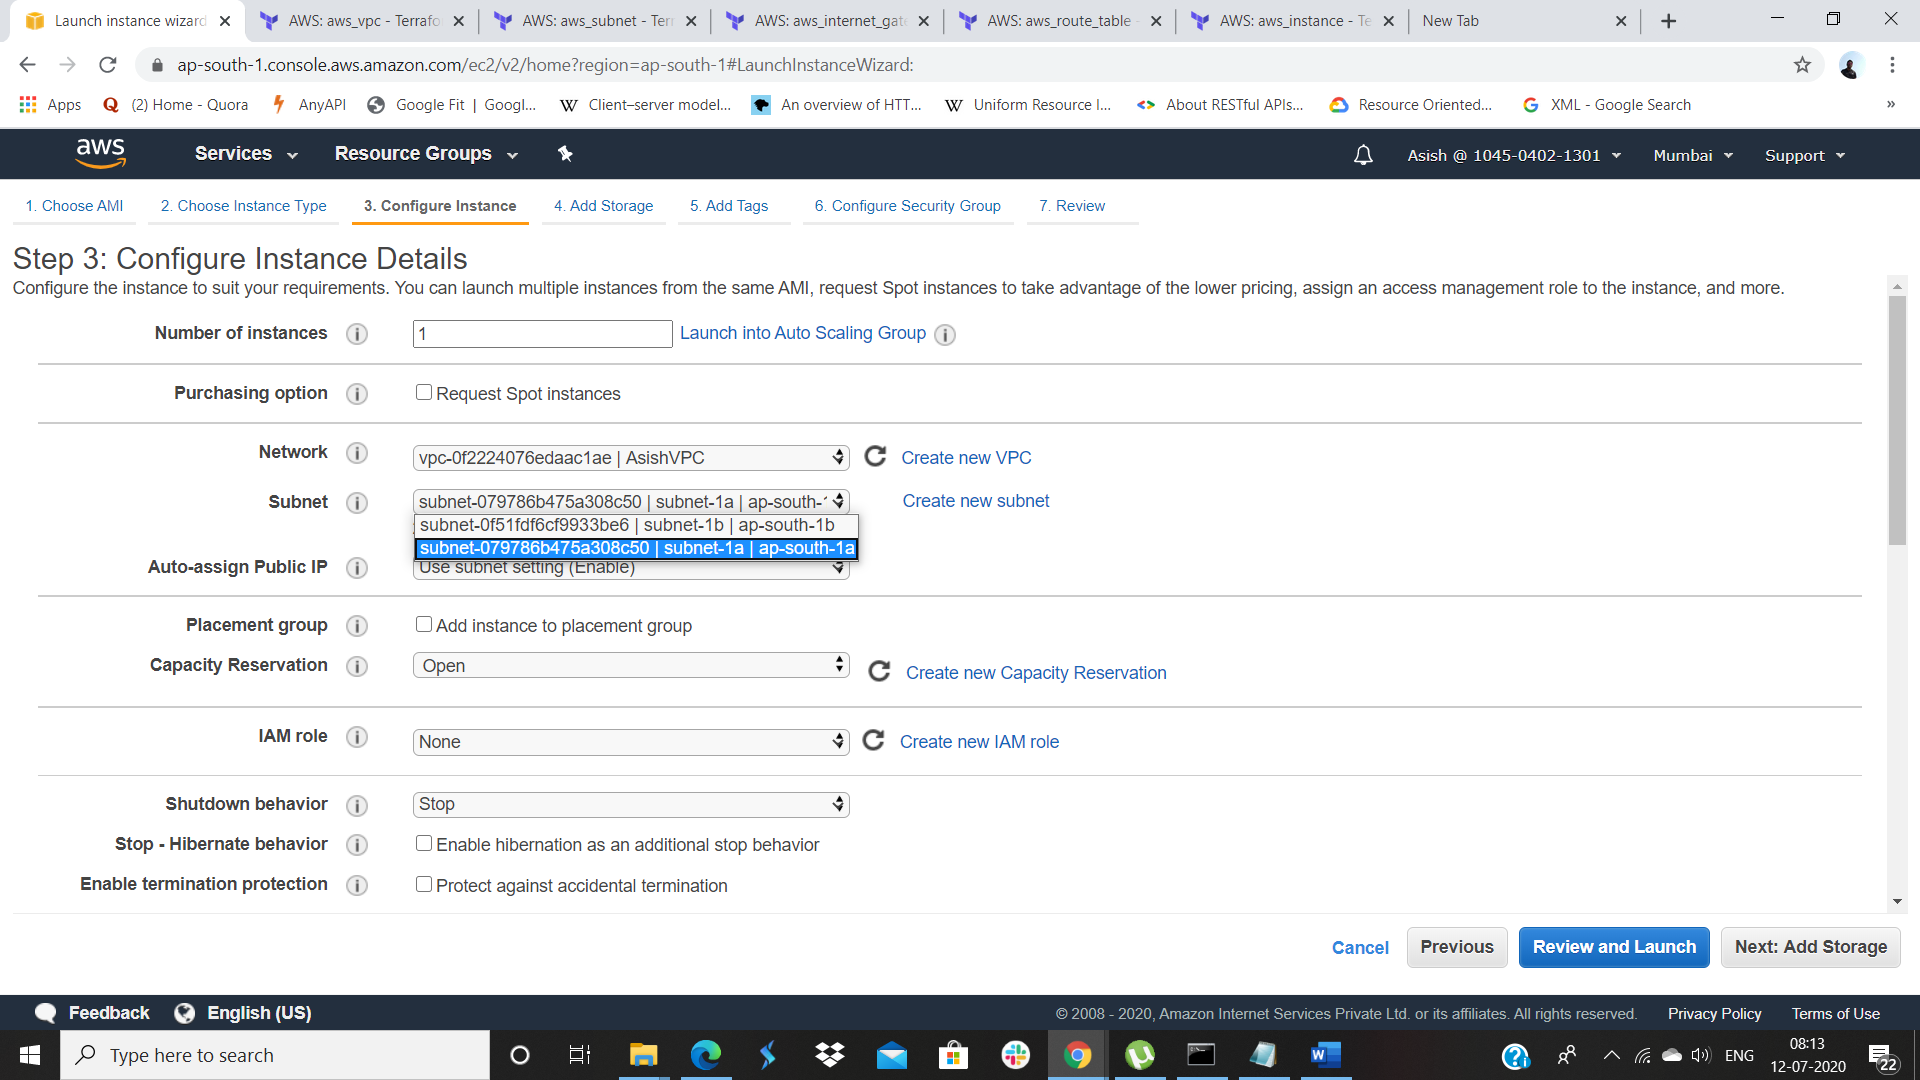 Launch instance wizard
AWS: aws_vpc - Terrafo
AWS: aws_subnet - Terr
AWS: aws_internet_gate
AWS: aws_route_table -
AWS: aws_instance - Te
New Tab
ap-south-1.console.aws.amazon.com/ec2/v2/home?region=ap-south-1#LaunchInstanceWizard:
Apps
(2) Home - Quora
AnyAPI
Google Fit | Googl...
Client–server model...
An overview of HTT...
Uniform Resource I...
About RESTful APIs...
Resource Oriented...
XML - Google Search
»
aws
Services
Resource Groups
Asish @ 1045-0402-1301
Mumbai
Support
1. Choose AMI
2. Choose Instance Type
3. Configure Instance
4. Add Storage
5. Add Tags
6. Configure Security Group
7. Review
Step 3: Configure Instance Details
Configure the instance to suit your requirements. You can launch multiple instances from the same AMI, request Spot instances to take advantage of the lower pricing, assign an access management role to the instance, and more.
Number of instances
1
Launch into Auto Scaling Group
Purchasing option
Request Spot instances
Network
vpc-0f2224076edaac1ae | AsishVPC
Create new VPC
Subnet
subnet-079786b475a308c50 | subnet-1a | ap-south-1
Create new subnet
subnet-0f51fdf6cf9933be6 | subnet-1b | ap-south-1b
subnet-079786b475a308c50 | subnet-1a | ap-south-1a
Auto-assign Public IP
Use subnet setting (Enable)
Placement group
Add instance to placement group
Capacity Reservation
Open
Create new Capacity Reservation
IAM role
None
Create new IAM role
Shutdown behavior
Stop
Stop - Hibernate behavior
Enable hibernation as an additional stop behavior
Enable termination protection
Protect against accidental termination
Cancel
Previous
Review and Launch
Next: Add Storage
Feedback
English (US)
© 2008 - 2020, Amazon Internet Services Private Ltd. or its affiliates. All rights reserved.
Privacy Policy
Terms of Use
Type here to search
ENG
08:13
12-07-2020
22